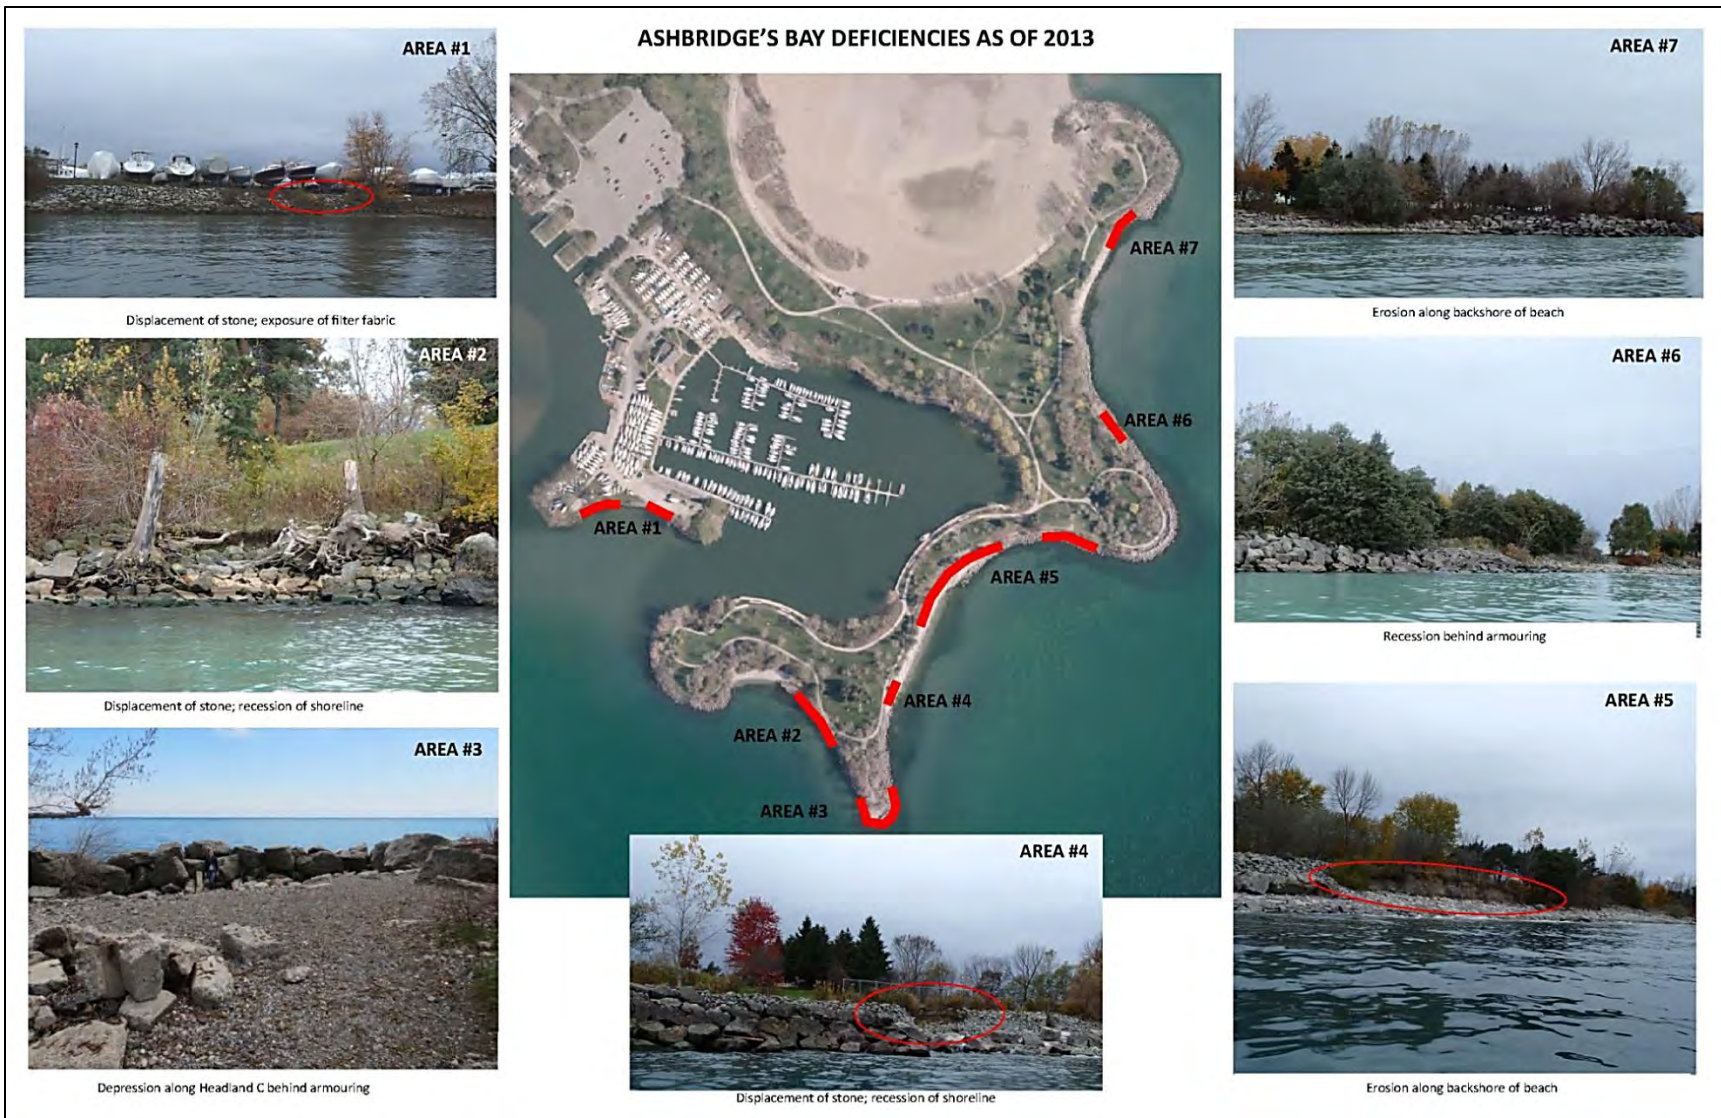 ASHBRIDGE'S BAY DEFICIENCIES AS OF 2013
AREA #1
Displacement of stone; exposure of filter fabric
AREA #2
Displacement of stone; recession of shoreline
AREA #3
Depression along Headland C behind armouring
AREA #7
AREA #6
AREA #1
AREA #5
AREA #4
AREA #2
AREA #3
AREA #4
Displacement of stone; recession of shoreline
AREA #7
Erosion along backshore of beach
AREA #6
Recession behind armouring
AREA #5
Erosion along backshore of beach